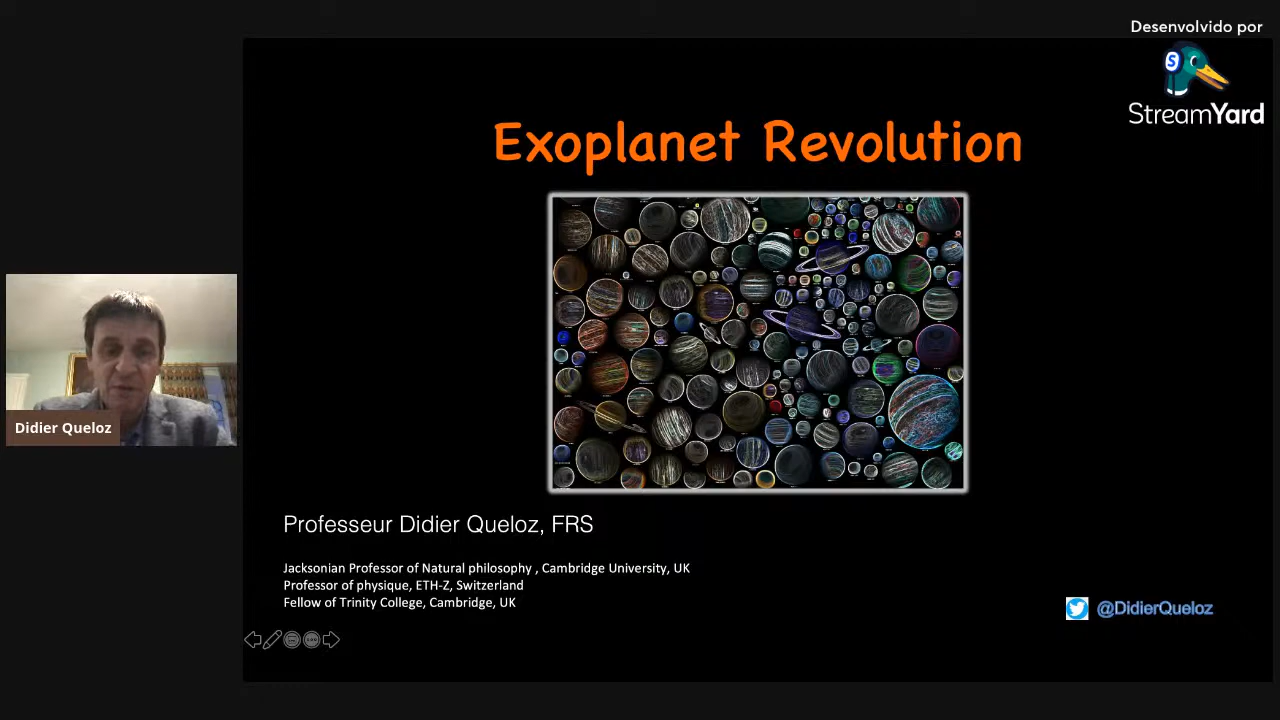 Desenvolvido por
StreamYard
Exoplanet Revolution
Didier Queloz
Professeur Didier Queloz, FRS
Jacksonian Professor of Natural philosophy , Cambridge University, UK
Professor of physique, ETH-Z, Switzerland
Fellow of Trinity College, Cambridge, UK
@DidierQueloz